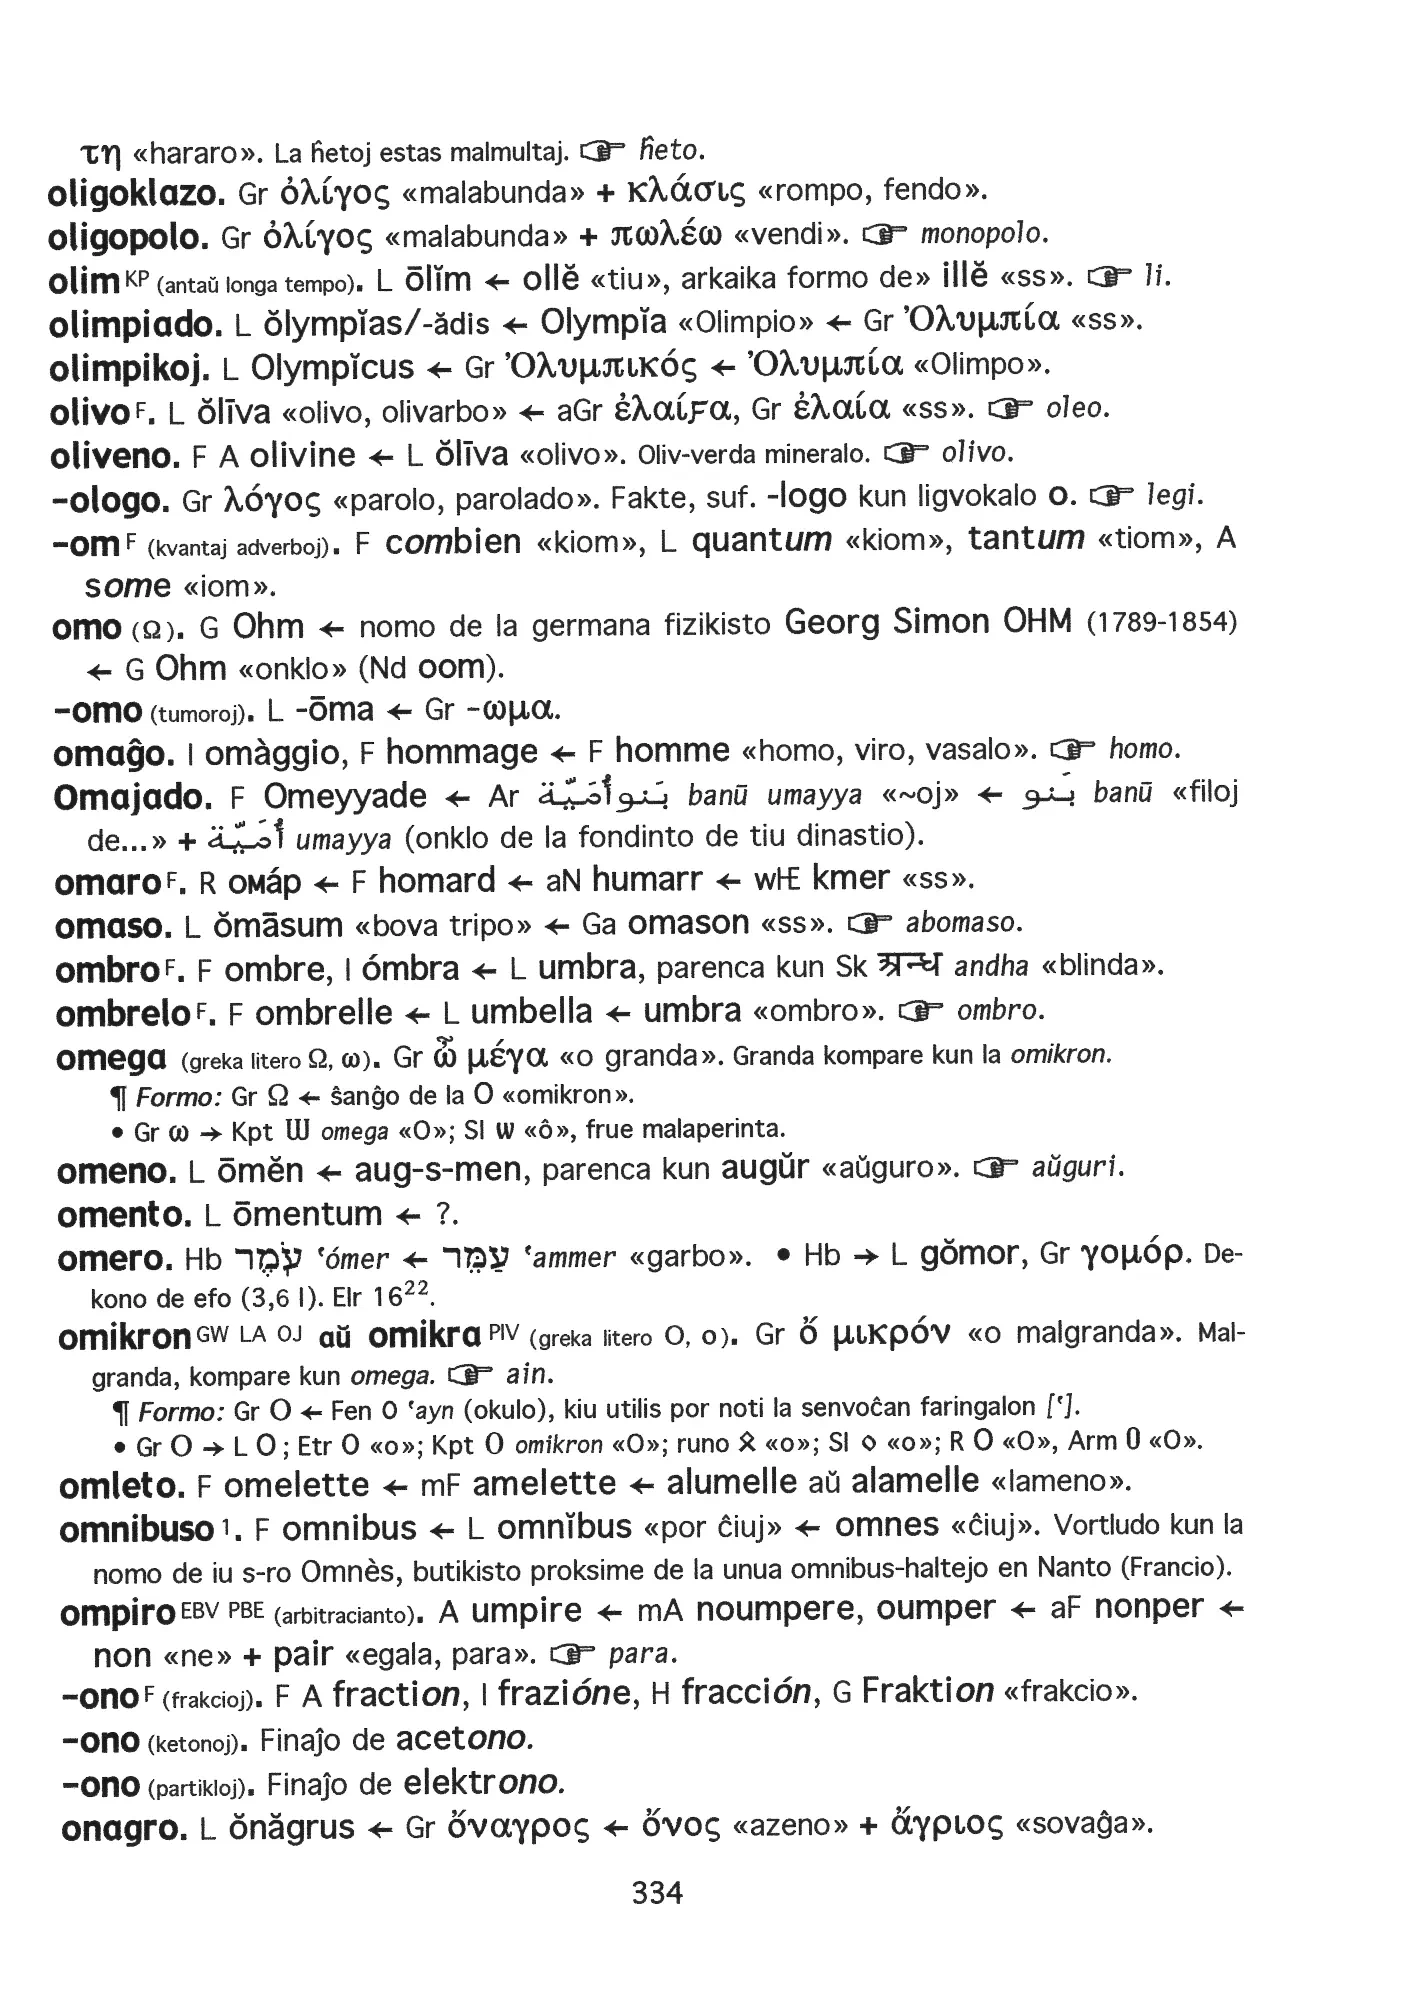 τη «hararo». La ĥetoj estas malmultaj. ☞ ĥeto.
oligoklazo. Gr ὀλίγος «malabunda» + κλάσις «rompo, fendo».
oligopolo. Gr ὀλίγος «malabunda» + πωλέω «vendi». ☞ monopolo.
olim KP (antaŭ longa tempo). L ōlĭm ← ollĕ «tiu», arkaika formo de» illĕ «ss». ☞ li.
olimpiado. L ŏlympĭas/-ădis ← Olympĭa «Olimpio» ← Gr Ὀλυμπία «ss».
olimpikoj. L Olympĭcus ← Gr Ὀλυμπικός ← Ὀλυμπία «Olimpo».
olivo F. L ŏlīva «olivo, olivarbo» ← aGr ἐλαίϝα, Gr ἐλαία «ss». ☞ oleo.
oliveno. F A olivine ← L ŏlīva «olivo». Oliv-verda mineralo. ☞ olivo.
-ologo. Gr λόγος «parolo, parolado». Fakte, suf. -logo kun ligvokalo o. ☞ legi.
-om F (kvantaj adverboj). F combien «kiom», L quantum «kiom», tantum «tiom», A
some «iom».
omo (Ω). G Ohm ← nomo de la germana fizikisto Georg Simon OHM (1789-1854)
← G Ohm «onklo» (Nd oom).
-omo (tumoroj). L -ōma ← Gr -ωμα.
omaĝo. I omàggio, F hommage ← F homme «homo, viro, vasalo». ☞ homo.
Omajado. F Omeyyade ← Ar بَنو أُمَيّة banū umayya «~oj» ← بَنو banū «filoj
de...» + أُمَيّة umayya (onklo de la fondinto de tiu dinastio).
omaro F. R ома́р ← F homard ← aN humarr ← wĦE kmer «ss».
omaso. L ŏmāsum «bova tripo» ← Ga omason «ss». ☞ abomaso.
ombro F. F ombre, I ómbra ← L umbra, parenca kun Sk अन्ध andha «blinda».
ombrelo F. F ombrelle ← L umbella ← umbra «ombro». ☞ ombro.
omega (greka litero Ω, ω). Gr ὦ μέγα «o granda». Granda kompare kun la omikron.
¶ Formo: Gr Ω ← ŝanĝo de la O «omikron».
• Gr ω → Kpt Ⲱ omega «O»; Sl ѡ «ô», frue malaperinta.
omeno. L ōmĕn ← aug-s-men, parenca kun augŭr «aŭguro». ☞ aŭguri.
omento. L ōmentum ← ?.
omero. Hb עֹמֶר ʻómer ← עַמֵּר ʻammer «garbo». • Hb → L gŏmor, Gr γομόρ. De-
kono de efo (3,6 l). Elr 16²².
omikron GW LA OJ aŭ omikra PIV (greka litero O, o). Gr ὄ μικρόν «o malgranda». Mal-
granda, kompare kun omega. ☞ ain.
¶ Formo: Gr O ← Fen O ʻayn (okulo), kiu utilis por noti la senvoĉan faringalon [ʻ].
• Gr O → L O; Etr O «o»; Kpt O omikron «O»; runo ᛟ «o»; Sl о «o»; R O «O», Arm 0 «O».
omleto. F omelette ← mF amelette ← alumelle aŭ alamelle «lameno».
omnibuso 1. F omnibus ← L omnĭbus «por ĉiuj» ← omnes «ĉiuj». Vortludo kun la
nomo de iu s-ro Omnès, butikisto proksime de la unua omnibus-haltejo en Nanto (Francio).
ompiro EBV PBE (arbitracianto). A umpire ← mA noumpere, oumper ← aF nonper ←
non «ne» + pair «egala, para». ☞ para.
-ono F (frakcioj). F A fraction, I frazióne, H fracción, G Fraktion «frakcio».
-ono (ketonoj). Finaĵo de acetono.
-ono (partikloj). Finaĵo de elektrono.
onagro. L ŏnăgrus ← Gr ὄναγρος ← ὄνος «azeno» + ἄγριος «sovaĝa».
334